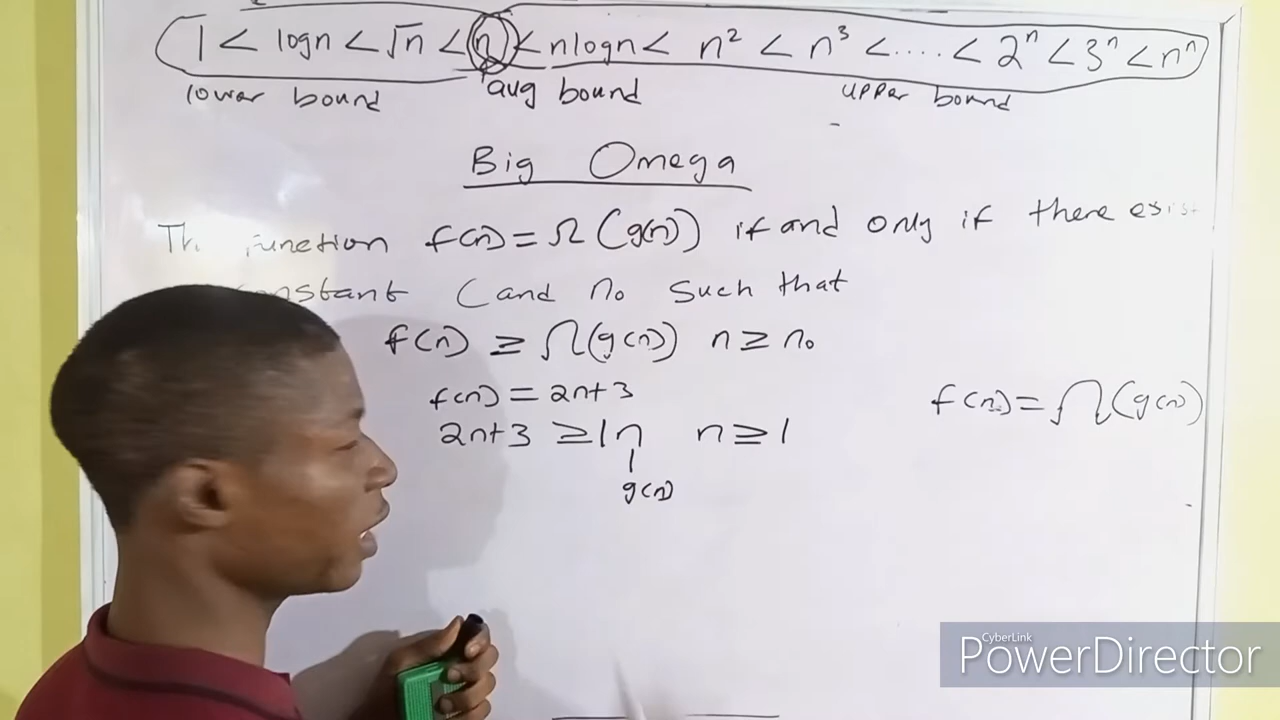 1 < logn < √n < n < nlogn < n² < n³ < ..... < 2ⁿ < 3ⁿ < nⁿ
lower bound avg bound upper bound
Big Omega
function f(n) = Ω (g(n)) if and only if there exist
constant C and n₀ such that
f(n) ≥ Ω(g(n)) n ≥ n₀
f(n) = 2n+3
f(n) = Ω(g(n))
2n+3 ≥ 1n n ≥ 1
g(n)
CyberLink
PowerDirector